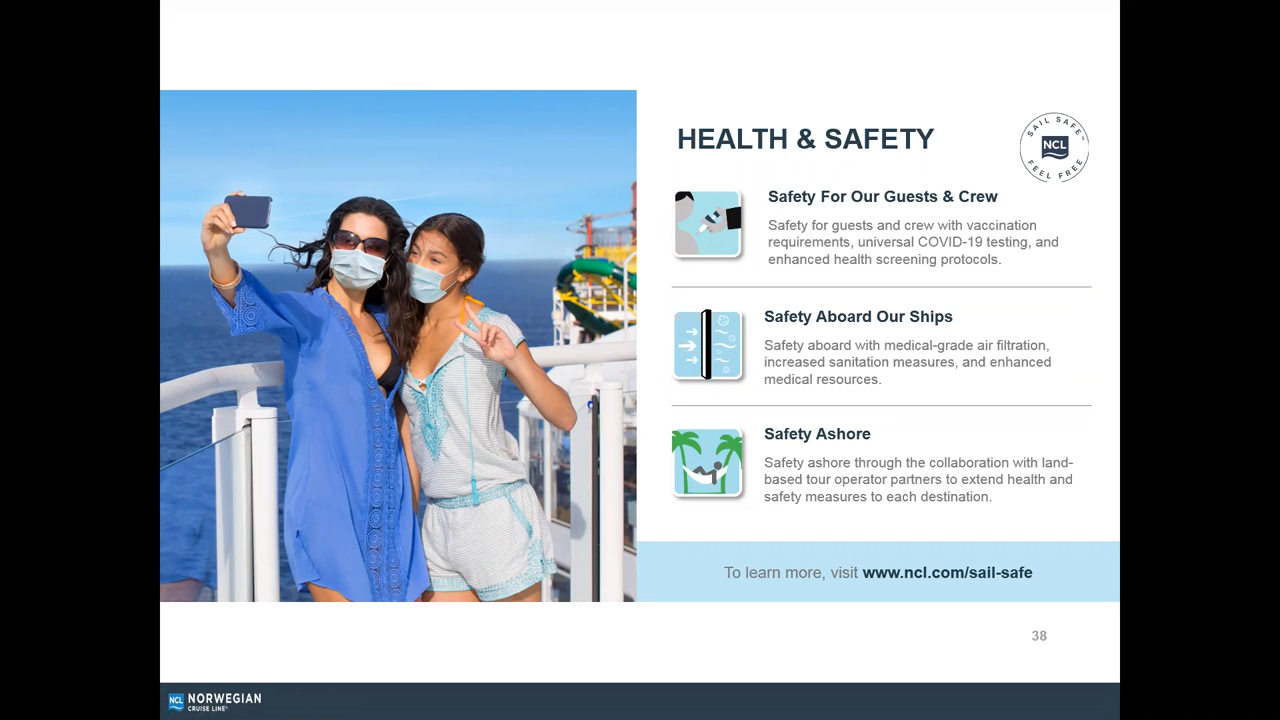 HEALTH & SAFETY
SAIL SAFE™
NCL
FEEL FREE
Safety For Our Guests & Crew
Safety for guests and crew with vaccination
requirements, universal COVID-19 testing, and
enhanced health screening protocols.
Safety Aboard Our Ships
Safety aboard with medical-grade air filtration,
increased sanitation measures, and enhanced
medical resources.
Safety Ashore
Safety ashore through the collaboration with land-
based tour operator partners to extend health and
safety measures to each destination.
To learn more, visit www.ncl.com/sail-safe
38
NCL NORWEGIAN
CRUISE LINE®